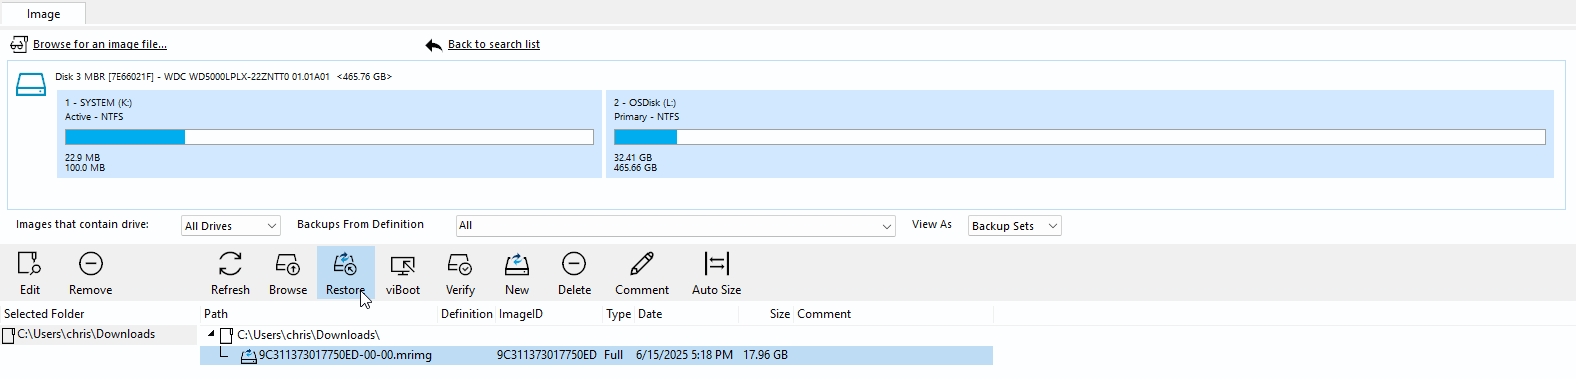 Image
Browse for an image file...
Back to search list
Disk 3 MBR [7E66021F] - WDC WD5000LPLX-22ZNTT0 01.01A01 <465.76 GB>
1 - SYSTEM (K:)
Active - NTFS
22.9 MB
100.0 MB
2 - OSDisk (L:)
Primary - NTFS
32.41 GB
465.66 GB
Images that contain drive: All Drives Backups From Definition All View As Backup Sets
Edit Remove Refresh Browse Restore viBoot Verify New Delete Comment Auto Size
Selected Folder Path Definition ImageID Type Date Size Comment
C:\Users\chris\Downloads C:\Users\chris\Downloads\
9C311373017750ED-00-00.mrimg 9C311373017750ED Full 6/15/2025 5:18 PM 17.96 GB